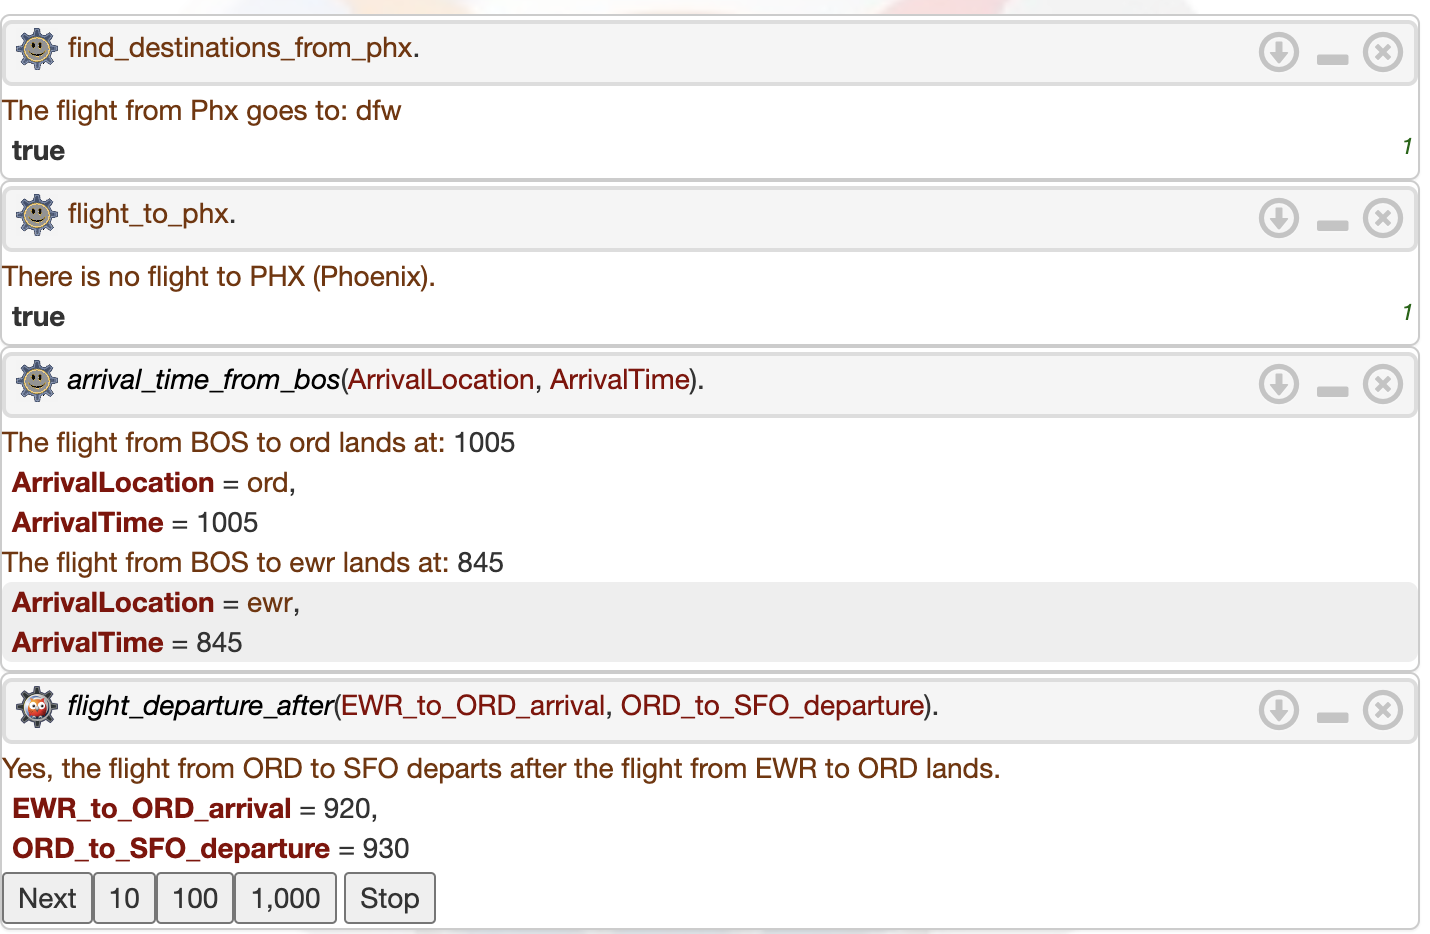 find_destinations_from_phx.
The flight from Phx goes to: dfw
true 1
flight_to_phx.
There is no flight to PHX (Phoenix).
true 1
arrival_time_from_bos(ArrivalLocation, ArrivalTime).
The flight from BOS to ord lands at: 1005
ArrivalLocation = ord,
ArrivalTime = 1005
The flight from BOS to ewr lands at: 845
ArrivalLocation = ewr,
ArrivalTime = 845
flight_departure_after(EWR_to_ORD_arrival, ORD_to_SFO_departure).
Yes, the flight from ORD to SFO departs after the flight from EWR to ORD lands.
EWR_to_ORD_arrival = 920,
ORD_to_SFO_departure = 930
Next 10 100 1,000 Stop